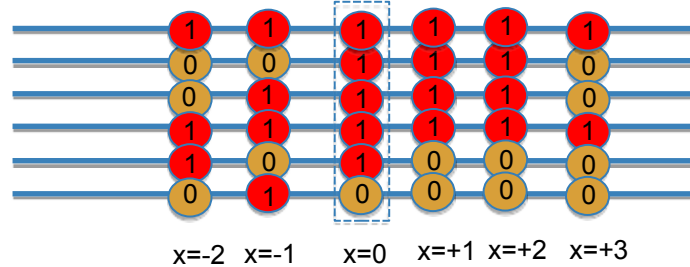 1 1 1 1 1 1
0 0 1 1 1 0
0 1 1 1 1 0
1 1 1 1 1 1
1 0 1 0 0 0
0 1 0 0 0 0
x=-2 x=-1 x=0 x=+1 x=+2 x=+3